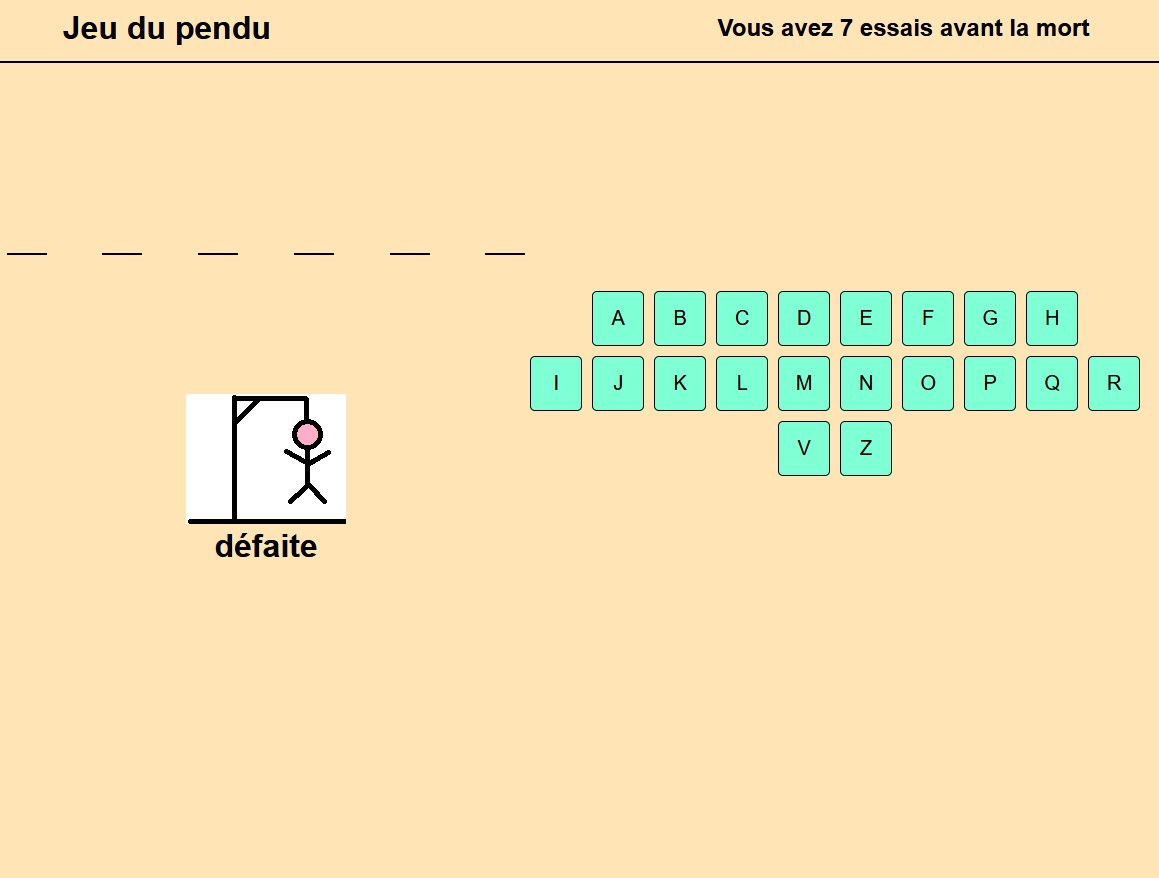 Jeu du pendu
Vous avez 7 essais avant la mort
A B C D E F G H
I J K L M N O P Q R
V Z
défaite